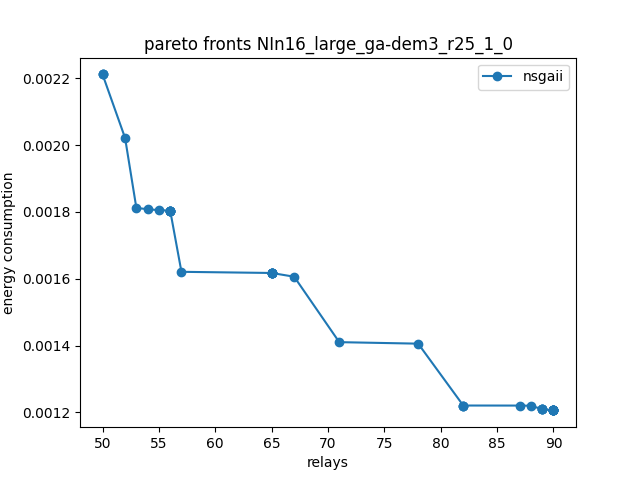 pareto fronts NIn16_large_ga-dem3_r25_1_0
nsgaii
0.0022
0.0020
0.0018
0.0016
0.0014
0.0012
energy consumption
50 55 60 65 70 75 80 85 90
relays